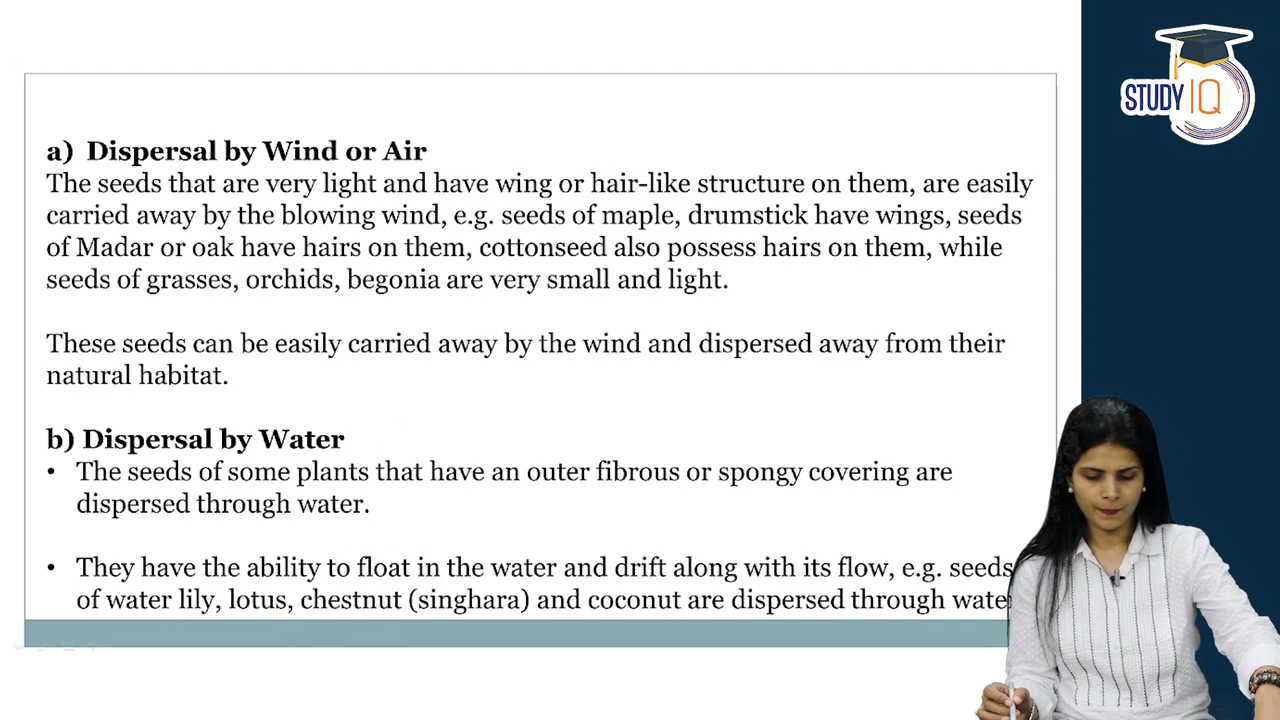 STUDY IQ
a) Dispersal by Wind or Air
The seeds that are very light and have wing or hair-like structure on them, are easily
carried away by the blowing wind, e.g. seeds of maple, drumstick have wings, seeds
of Madar or oak have hairs on them, cottonseed also possess hairs on them, while
seeds of grasses, orchids, begonia are very small and light.
These seeds can be easily carried away by the wind and dispersed away from their
natural habitat.
b) Dispersal by Water
• The seeds of some plants that have an outer fibrous or spongy covering are
dispersed through water.
• They have the ability to float in the water and drift along with its flow, e.g. seeds
of water lily, lotus, chestnut (singhara) and coconut are dispersed through wate